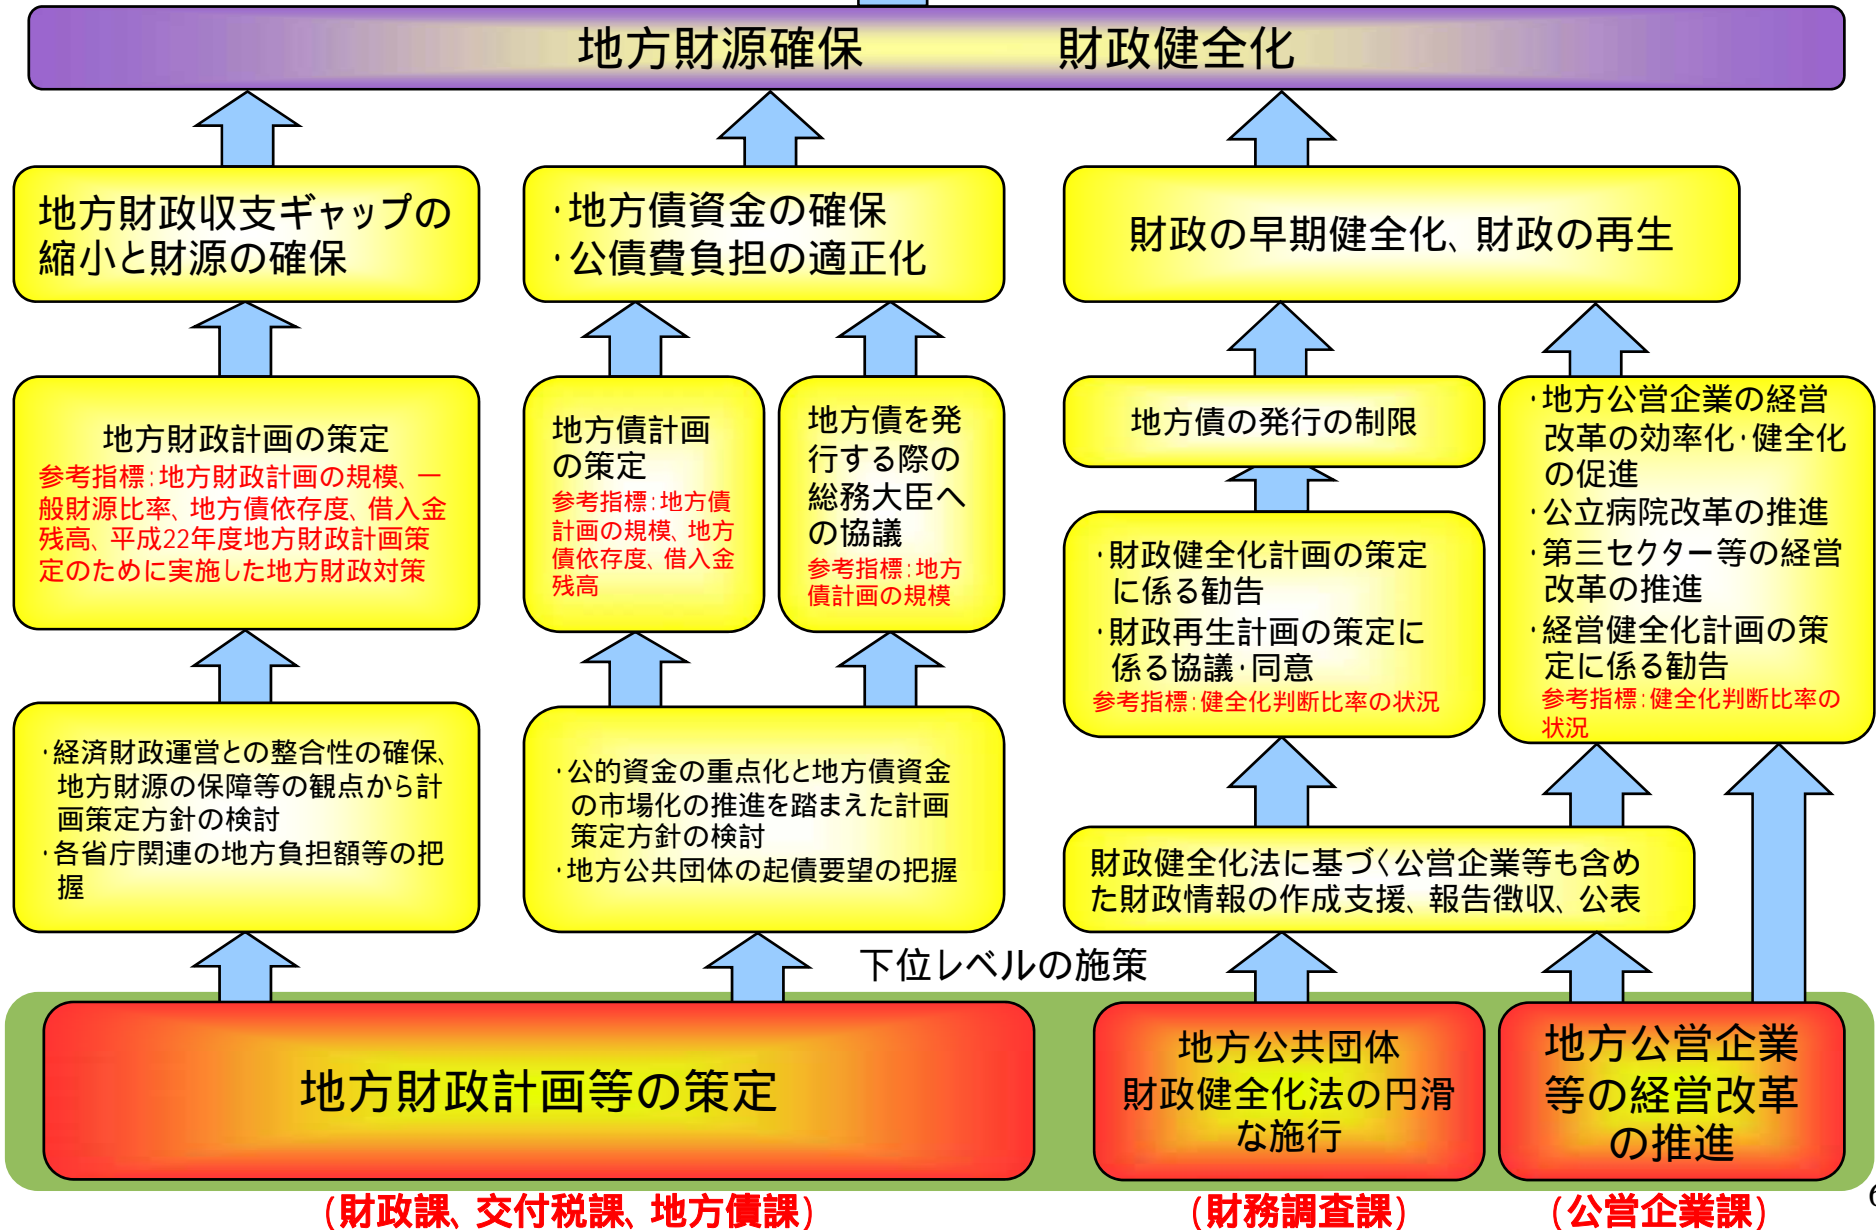 地方財源確保　財政健全化
地方財政収支ギャップの
縮小と財源の確保
・地方債資金の確保
・公債費負担の適正化
財政の早期健全化、財政の再生
地方財政計画の策定
参考指標：地方財政計画の規模、一
般財源比率、地方債依存度、借入金
残高、平成22年度地方財政計画策
定のために実施した地方財政対策
地方債計画
の策定
参考指標：地方債
計画の規模、地方
債依存度、借入金
残高
地方債を発
行する際の
総務大臣へ
の協議
参考指標：地方
債計画の規模
地方債の発行の制限
・財政健全化計画の策定
に係る勧告
・財政再生計画の策定に
係る協議・同意
参考指標：健全化判断比率の状況
・地方公営企業の経営
改革の効率化・健全化
の促進
・公立病院改革の推進
・第三セクター等の経営
改革の推進
・経営健全化計画の策
定に係る勧告
参考指標：健全化判断比率の
状況
・経済財政運営との整合性の確保、
地方財源の保障等の観点から計
画策定方針の検討
・各省庁関連の地方負担額等の把
握
・公的資金の重点化と地方債資金
の市場化の推進を踏まえた計画
策定方針の検討
・地方公共団体の起債要望の把握
財政健全化法に基づく公営企業等も含め
た財政情報の作成支援、報告徴収、公表
下位レベルの施策
地方財政計画等の策定
地方公共団体
財政健全化法の円滑
な施行
地方公営企業
等の経営改革
の推進
（財政課、交付税課、地方債課）
（財務調査課）
（公営企業課）